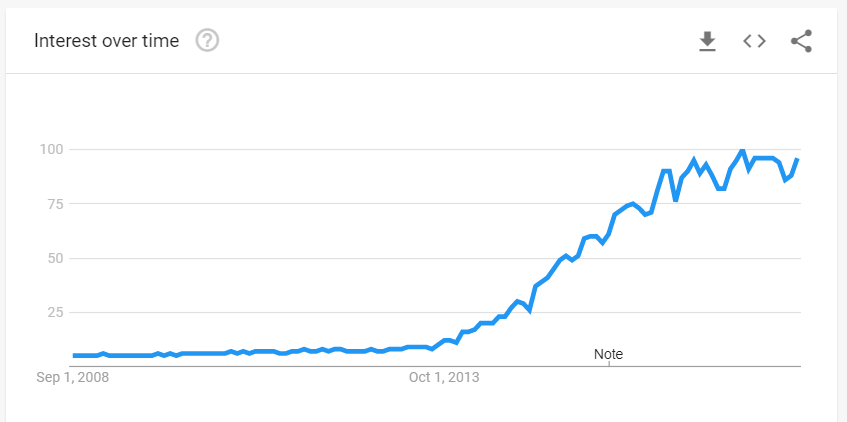 Interest over time
100
75
50
25
Note
Sep 1, 2008 Oct 1, 2013